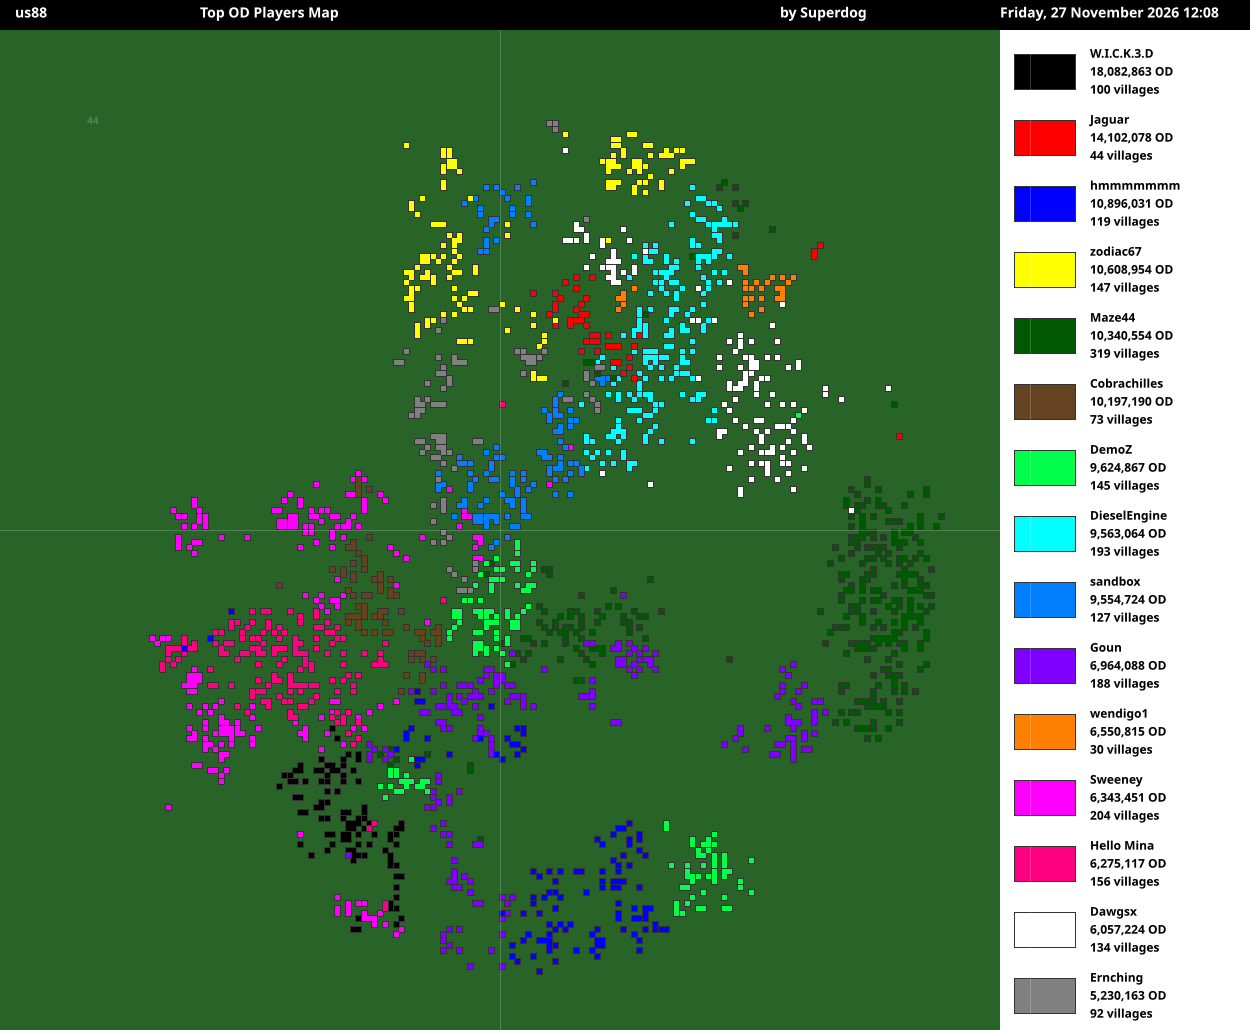 us88 Top OD Players Map by Superdog Friday, 27 November 2026 12:08
44
W.I.C.K.3.D
18,082,863 OD
100 villages
Jaguar
14,102,078 OD
44 villages
hmmmmmmm
10,896,031 OD
119 villages
zodiac67
10,608,954 OD
147 villages
Maze44
10,340,554 OD
319 villages
Cobrachilles
10,197,190 OD
73 villages
DemoZ
9,624,867 OD
145 villages
DieselEngine
9,563,064 OD
193 villages
sandbox
9,554,724 OD
127 villages
Goun
6,964,088 OD
188 villages
wendigo1
6,550,815 OD
30 villages
Sweeney
6,343,451 OD
204 villages
Hello Mina
6,275,117 OD
156 villages
Dawgsx
6,057,224 OD
134 villages
Ernching
5,230,163 OD
92 villages